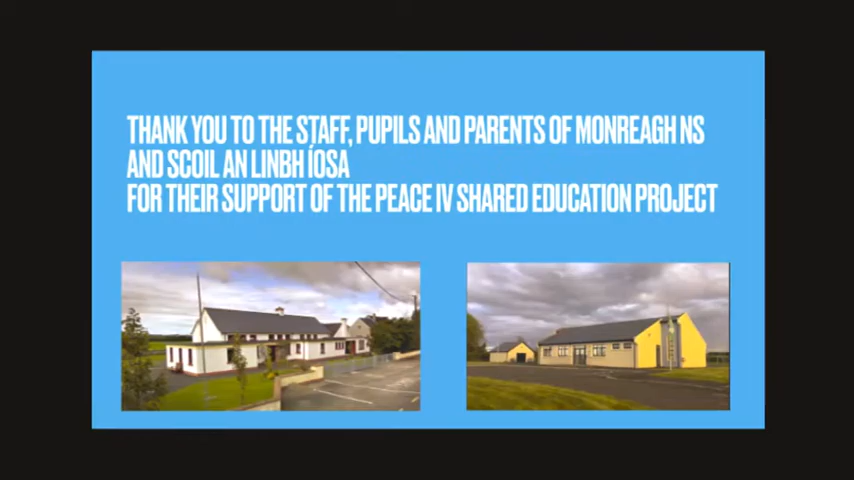 THANK YOU TO THE STAFF, PUPILS AND PARENTS OF MONREAGH NS
AND SCOIL AN LINBH ÍOSA
FOR THEIR SUPPORT OF THE PEACE IV SHARED EDUCATION PROJECT